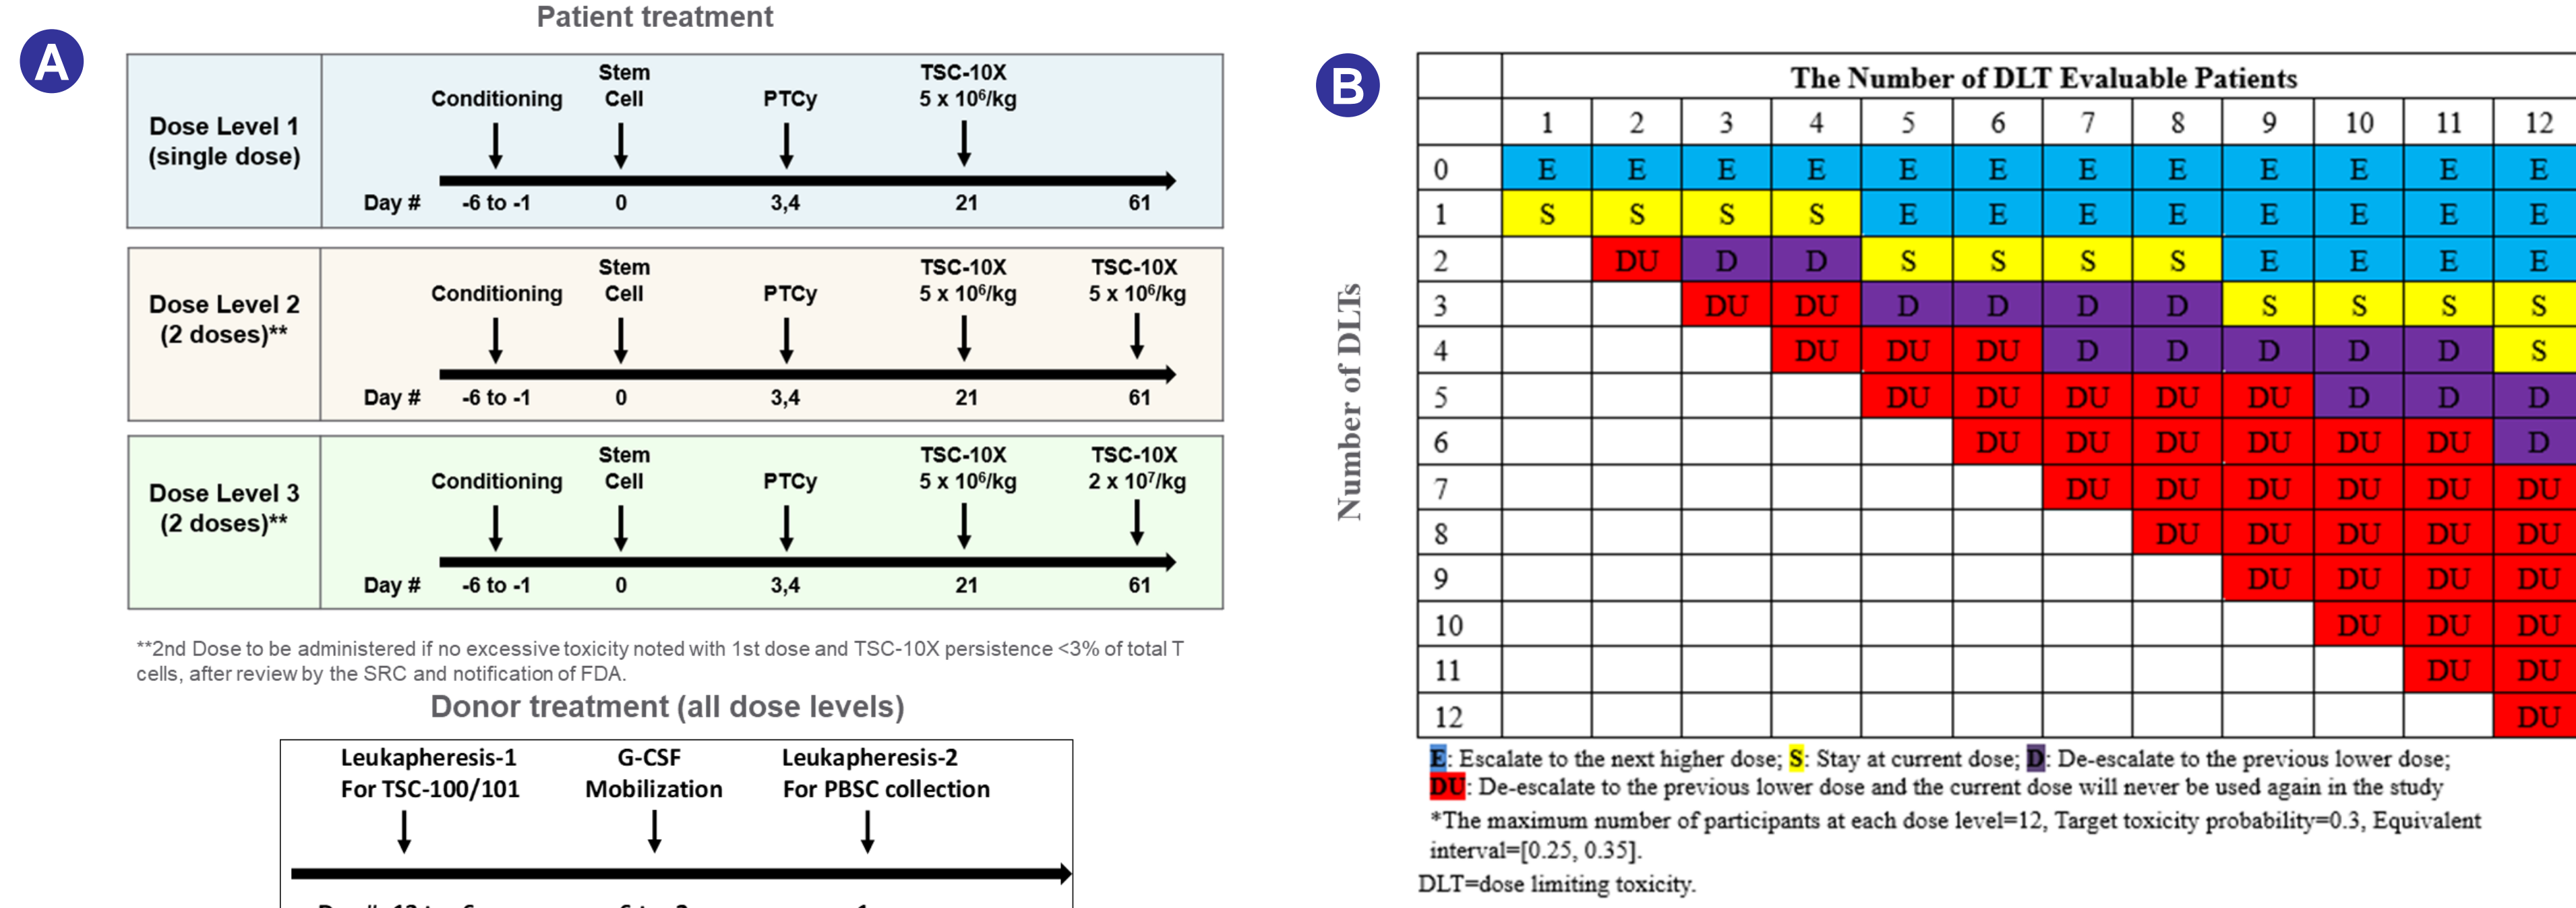 A
Patient treatment
Dose Level 1
(single dose)
Conditioning
Stem
Cell
PTCy
TSC-10X
5 x 10⁶/kg
Day # -6 to -1 0 3,4 21 61
Dose Level 2
(2 doses)**
Conditioning
Stem
Cell
PTCy
TSC-10X
5 x 10⁶/kg
TSC-10X
5 x 10⁶/kg
Day # -6 to -1 0 3,4 21 61
Dose Level 3
(2 doses)**
Conditioning
Stem
Cell
PTCy
TSC-10X
5 x 10⁶/kg
TSC-10X
2 x 10⁷/kg
Day # -6 to -1 0 3,4 21 61
**2nd Dose to be administered if no excessive toxicity noted with 1st dose and TSC-10X persistence <3% of total T
cells, after review by the SRC and notification of FDA.
Donor treatment (all dose levels)
Leukapheresis-1
For TSC-100/101
G-CSF
Mobilization
Leukapheresis-2
For PBSC collection
B
The Number of DLT Evaluable Patients
1 2 3 4 5 6 7 8 9 10 11 12
Number of DLTs
0 E E E E E E E E E E E E
1 S S S S E E E E E E E E
2 DU D D S S S S E E E E
3 DU DU D D D D S S S S
4 DU DU DU D D D D D S
5 DU DU DU DU DU D D D
6 DU DU DU DU DU DU D
7 DU DU DU DU DU DU
8 DU DU DU DU DU
9 DU DU DU DU
10 DU DU DU
11 DU DU
12 DU
E: Escalate to the next higher dose; S: Stay at current dose; D: De-escalate to the previous lower dose;
DU: De-escalate to the previous lower dose and the current dose will never be used again in the study
*The maximum number of participants at each dose level=12, Target toxicity probability=0.3, Equivalent
interval=[0.25, 0.35].
DLT=dose limiting toxicity.